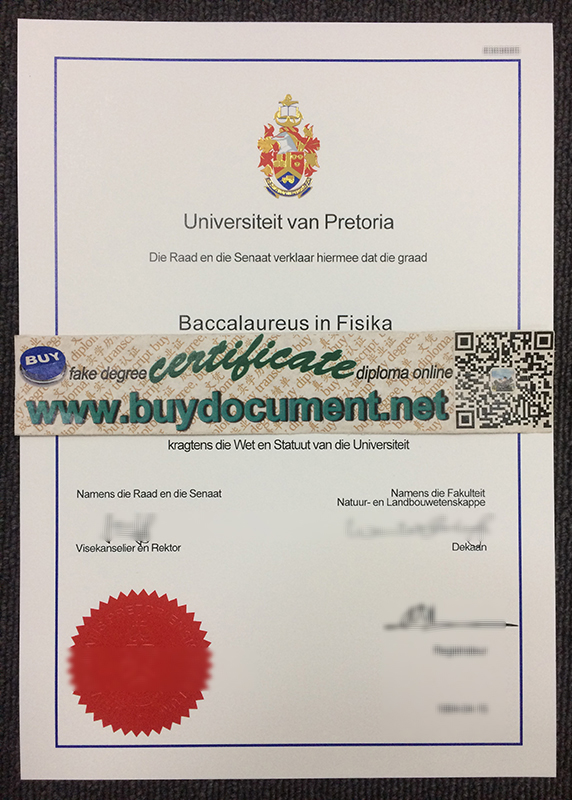 Universiteit van Pretoria
Die Raad en die Senaat verklaar hiermee dat die graad
Baccalaureus in Fisika
BUY
fake degree certificate diploma online
www.buydocument.net
kragtens die Wet en Statuut van die Universiteit
Namens die Raad en die Senaat
Namens die Fakulteit
Natuur- en Landbouwetenskappe
Visekanselier en Rektor
Dekaan